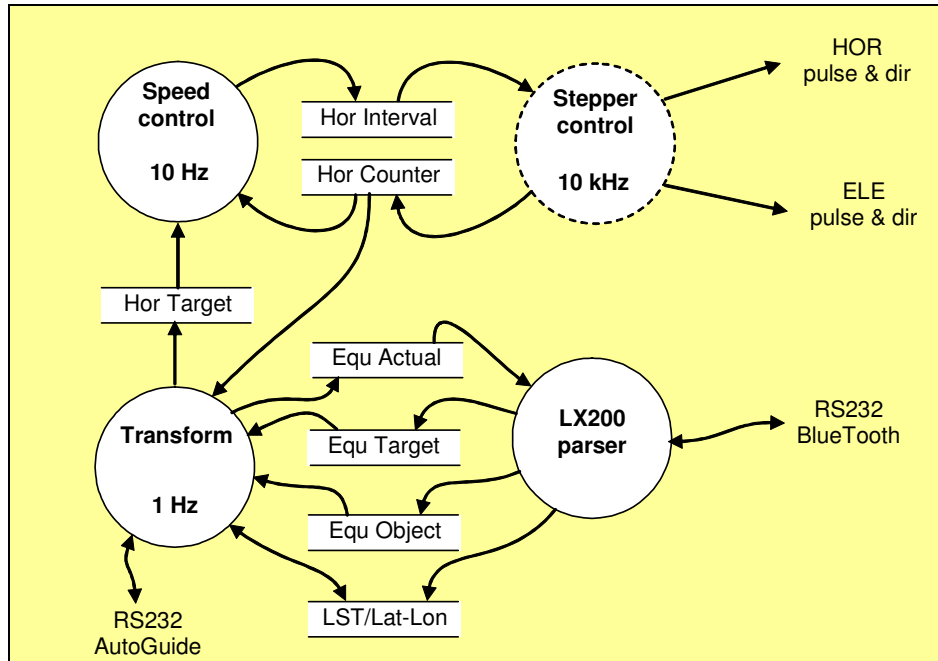 Speed
control
10 Hz
Hor Interval
Hor Counter
Stepper
control
10 kHz
HOR
pulse & dir
ELE
pulse & dir
Hor Target
Equ Actual
Equ Target
Equ Object
LST/Lat-Lon
Transform
1 Hz
LX200
parser
RS232
BlueTooth
RS232
AutoGuide